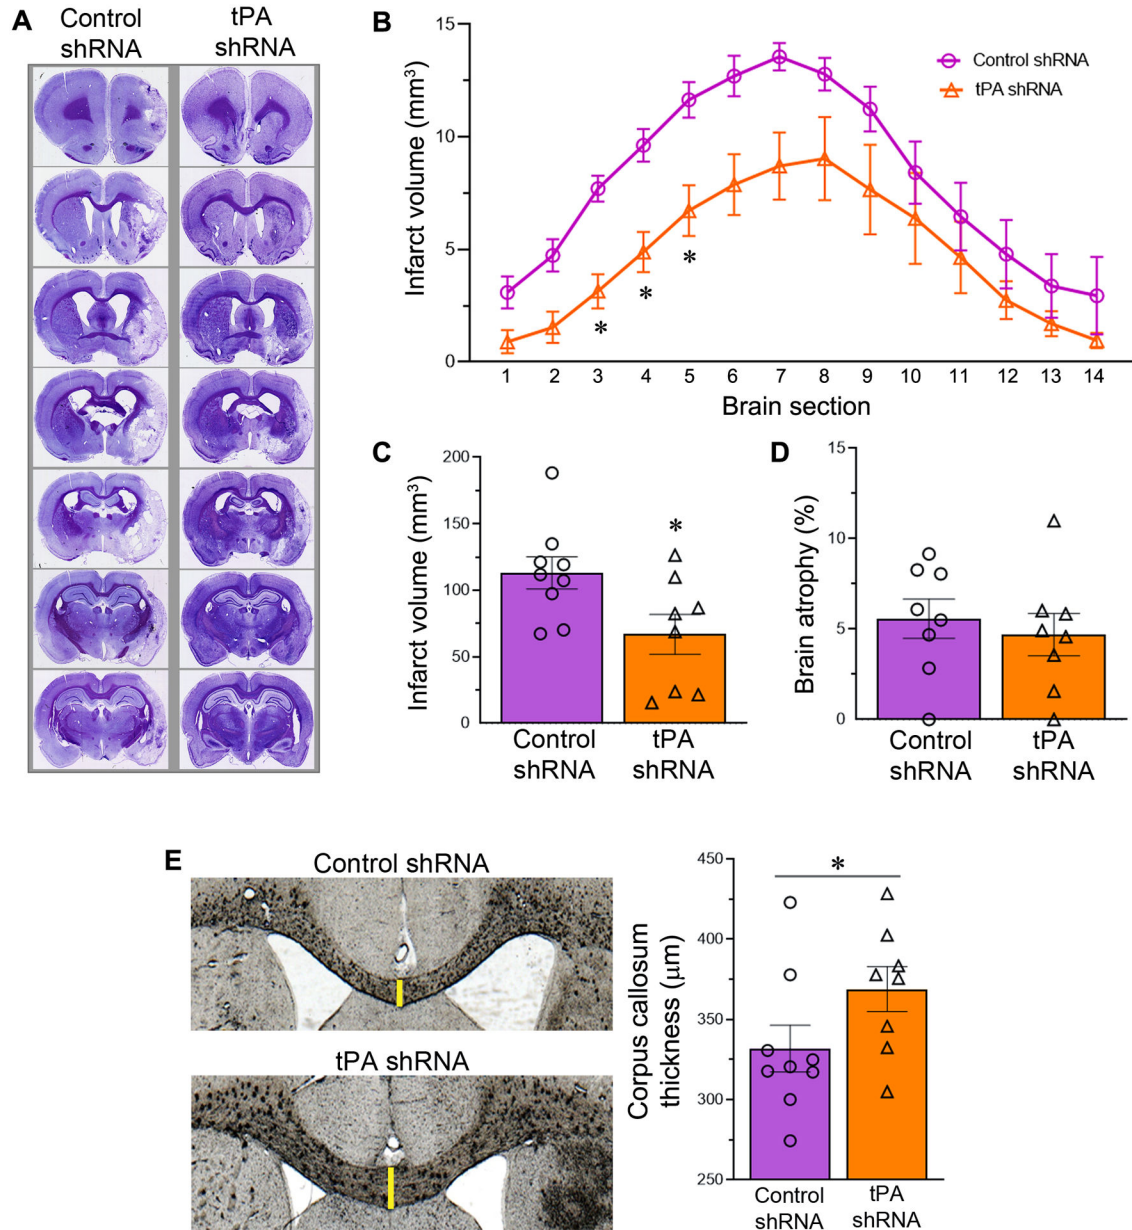 A
Control
shRNA
tPA
shRNA
B
Infarct volume (mm³)
15
10
5
0
1 2 3 4 5 6 7 8 9 10 11 12 13 14
Brain section
Control shRNA
tPA shRNA
*
*
*
C
Infarct volume (mm³)
200
150
100
50
0
*
Control
shRNA
tPA
shRNA
D
Brain atrophy (%)
15
10
5
0
Control
shRNA
tPA
shRNA
E
Control shRNA
tPA shRNA
Corpus callosum
thickness (μm)
450
400
350
300
250
*
Control
shRNA
tPA
shRNA